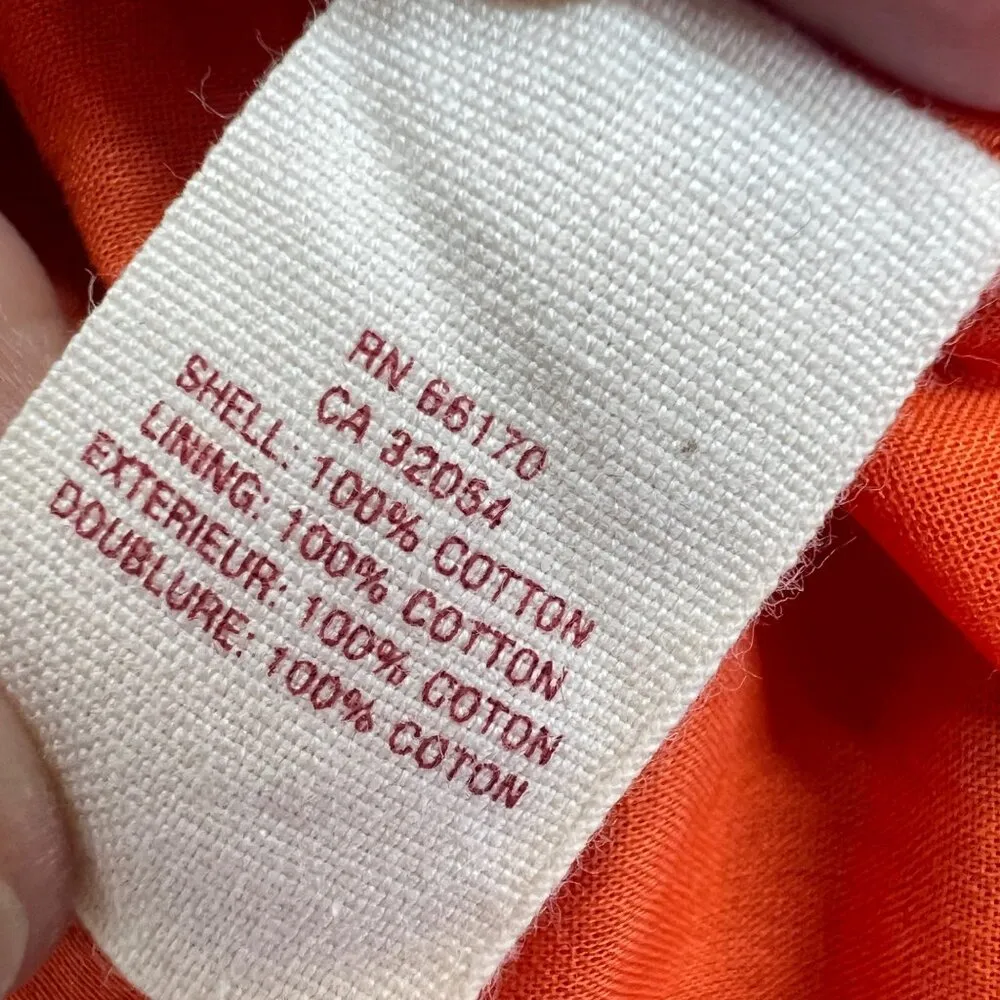 RN 66170
CA 32054
SHELL: 100% COTTON
LINING: 100% COTTON
EXTERIEUR: 100% COTON
DOUBLURE: 100% COTON